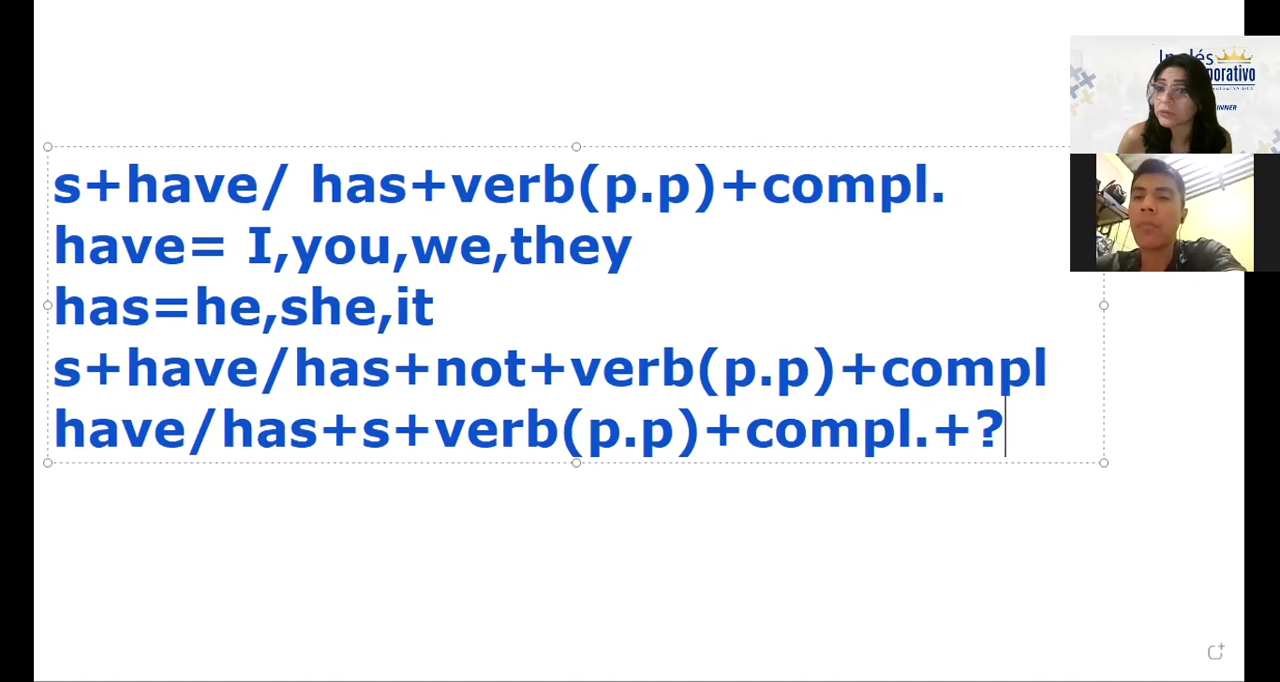 s+have/ has+verb(p.p)+compl.
have= I,you,we,they
has=he,she,it
s+have/has+not+verb(p.p)+compl
have/has+s+verb(p.p)+compl.+?